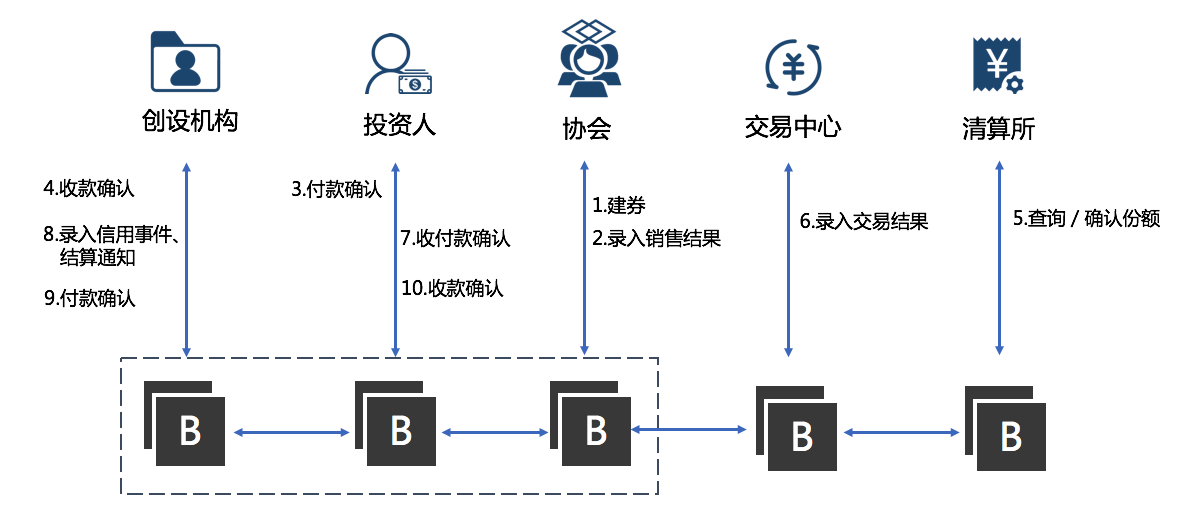 创设机构
投资人
协会
交易中心
清算所
4.收款确认
8.录入信用事件、
结算通知
9.付款确认
3.付款确认
7.收付款确认
10.收款确认
1.建券
2.录入销售结果
6.录入交易结果
5.查询 / 确认份额
B
B
B
B
B